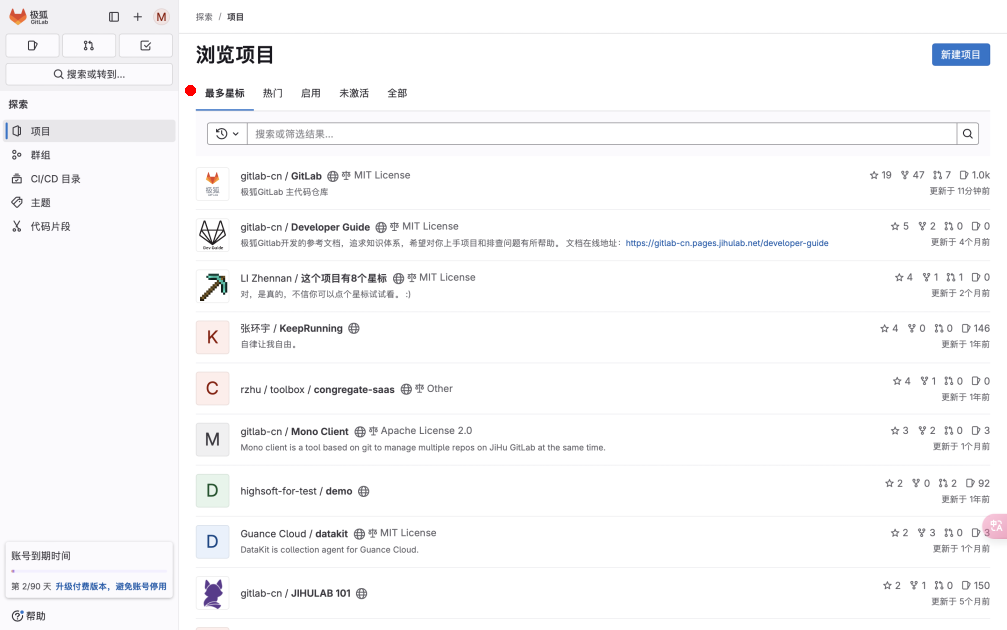 极狐
GitLab
M
搜索或转到...
探索
项目
群组
CI/CD 目录
主题
代码片段
账号到期时间
第 2/90 天 升级付费版本，避免账号停用
帮助
探索 / 项目
浏览项目
新建项目
最多星标 热门 启用 未激活 全部
搜索或筛选结果...
极狐
gitlab-cn / GitLab MIT License
19 47 7 1.0k
极狐GitLab 主代码仓库
更新于 11分钟前
Dev Guide
gitlab-cn / Developer Guide MIT License
5 2 0 0
极狐Gitlab开发的参考文档，追求知识体系，希望对你上手项目和排查问题有所帮助。 文档在线地址： https://gitlab-cn.pages.jihulab.net/developer-guide
更新于 4个月前
LI Zhennan / 这个项目有8个星标 MIT License
4 1 1 0
对，是真的，不信你可以点个星标试试看。 :)
更新于 2个月前
K
张环宇 / KeepRunning
4 0 0 146
自律让我自由。
更新于 1年前
C
rzhu / toolbox / congregate-saas Other
4 1 0 0
更新于 1年前
M
gitlab-cn / Mono Client Apache License 2.0
3 2 0 3
Mono client is a tool based on git to manage multiple repos on JiHu GitLab at the same time.
更新于 1个月前
D
highsoft-for-test / demo
2 0 2 92
更新于 1年前
D
Guance Cloud / datakit MIT License
2 3 0 3
DataKit is collection agent for Guance Cloud.
更新于 1个月前
gitlab-cn / JIHULAB 101
2 1 0 150
更新于 5个月前